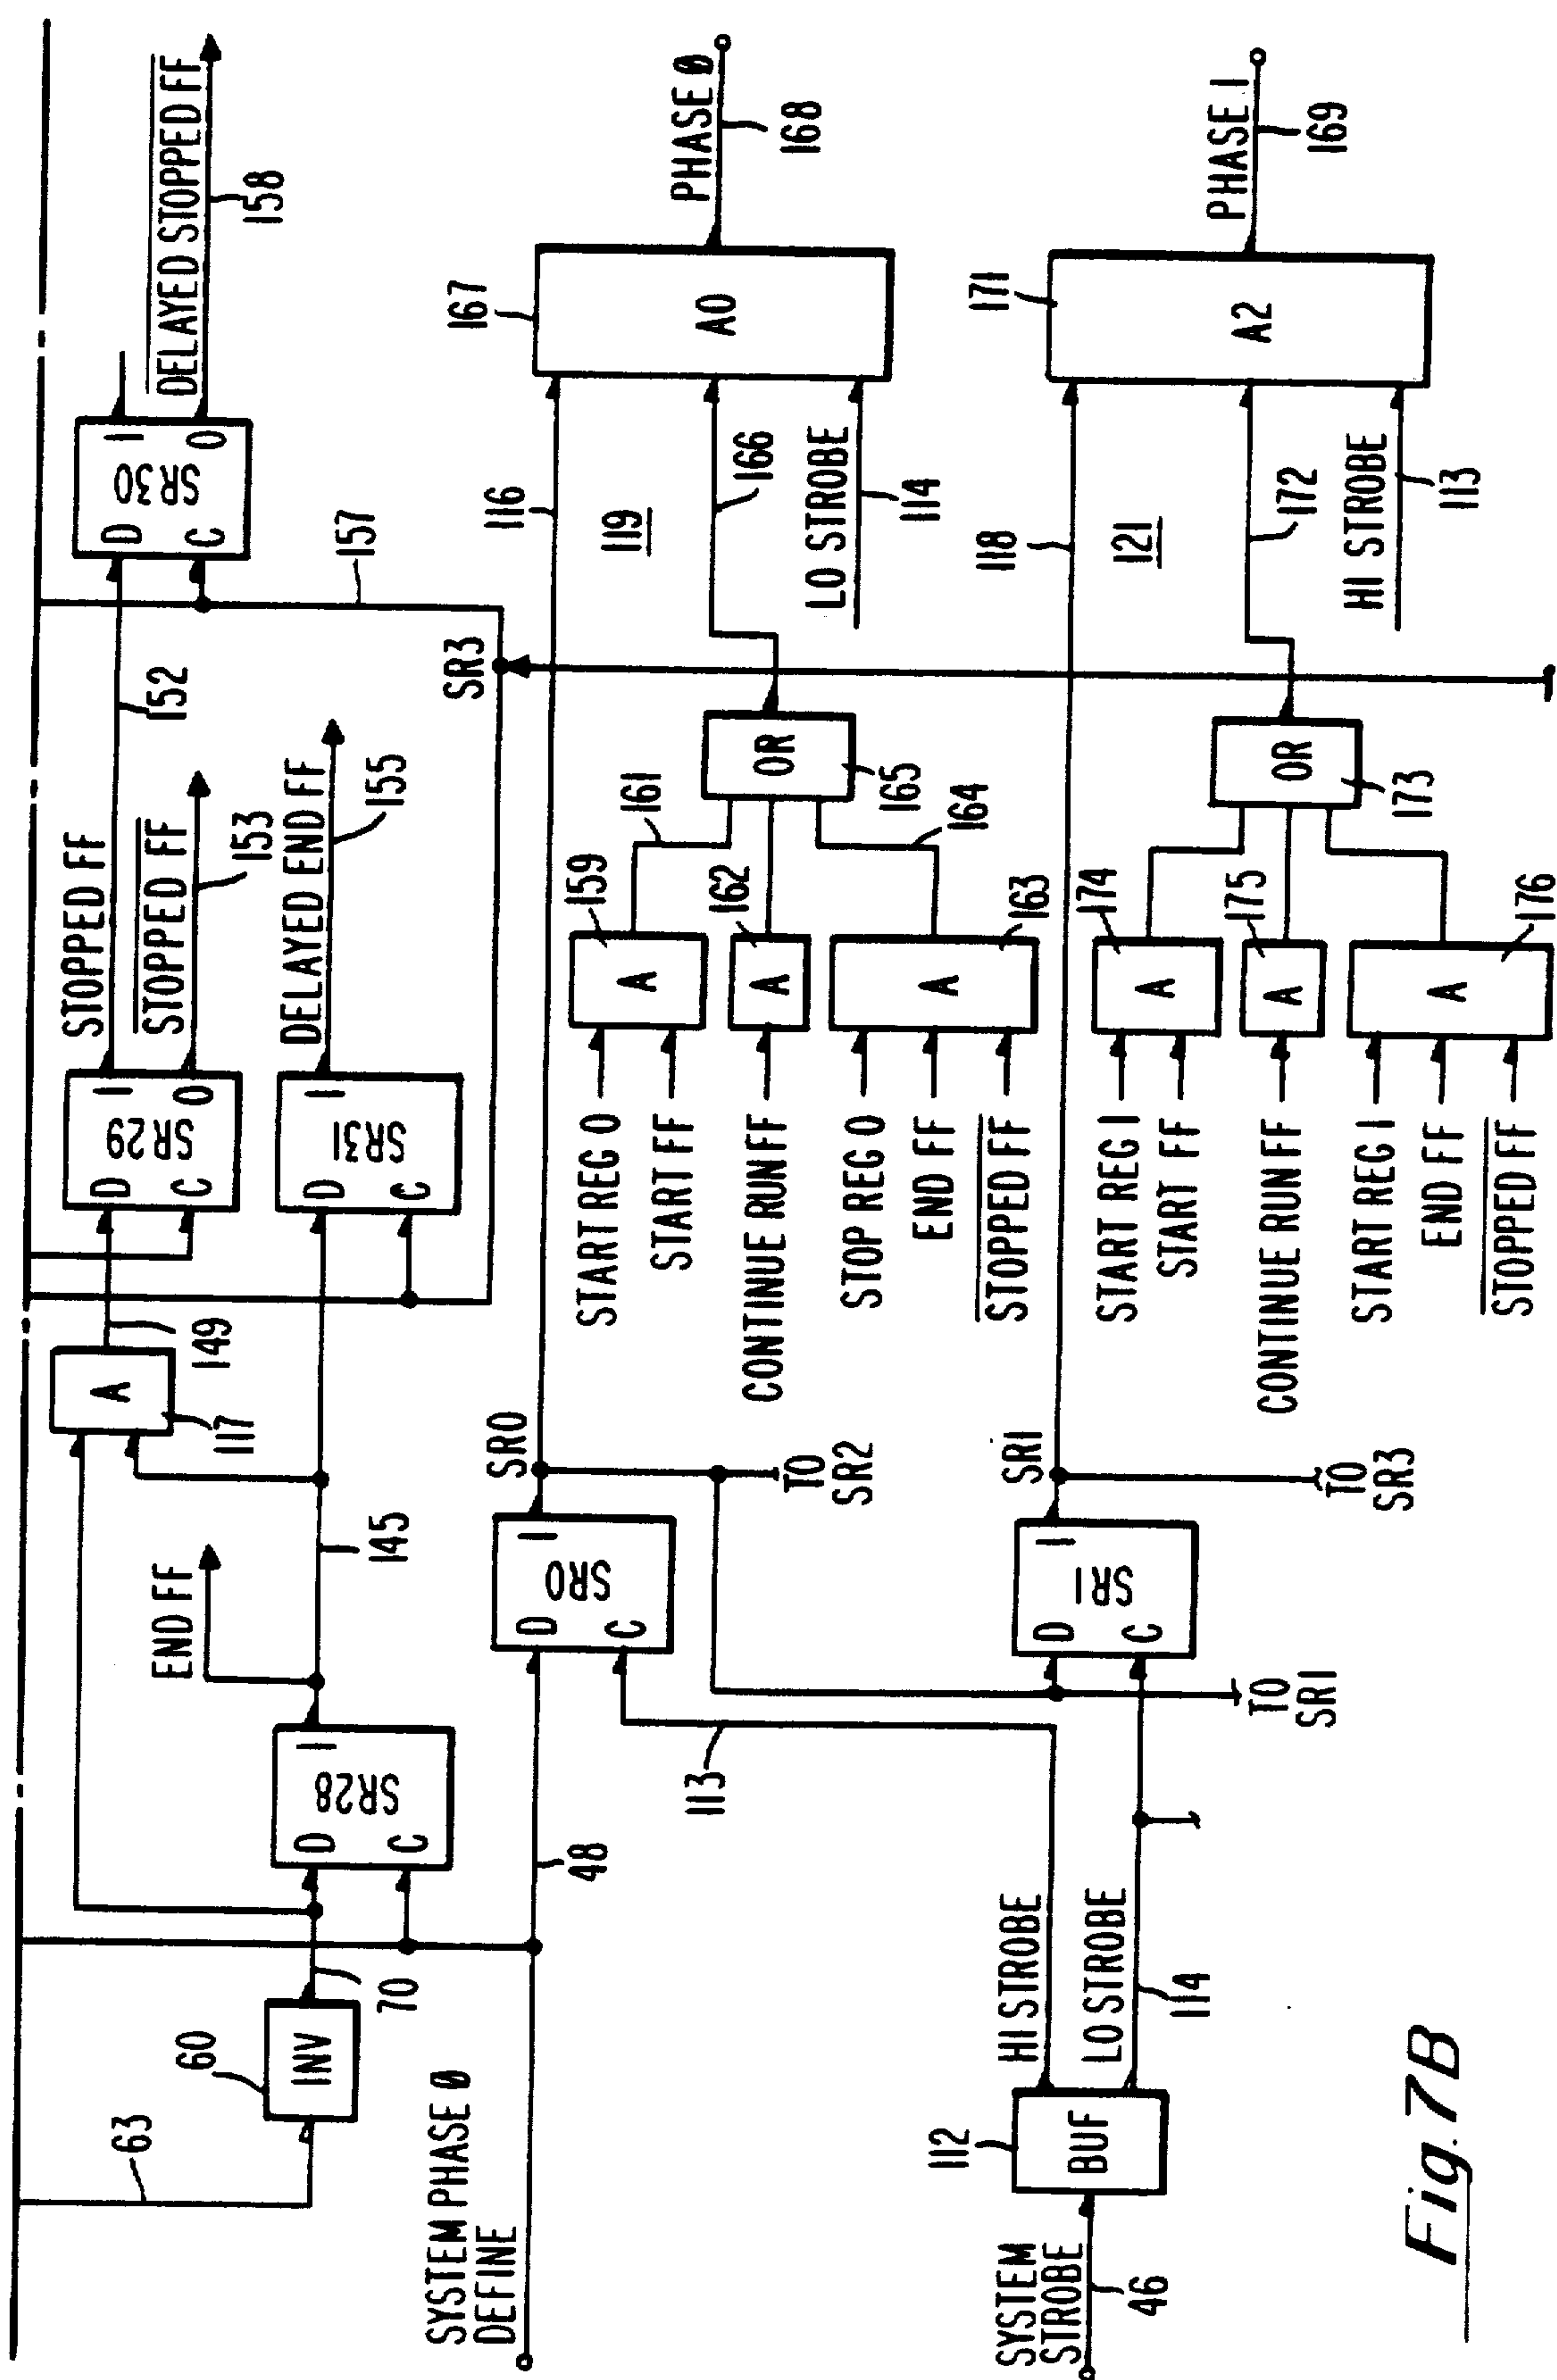 63
60
INV
70
SR28
D
C
1
END FF
145
A
117
149
SR29
D
C
1
0
STOPPED FF
152
STOPPED FF
153
SR31
D
C
1
DELAYED END FF
155
SR30
D
C
1
0
DELAYED STOPPED FF
158
157
SR3
SYSTEM PHASE 0
DEFINE
48
SR0
D
C
1
SR0
TO
SR2
113
116
119
START REG 0
START FF
A
159
161
CONTINUE RUN FF
A
162
STOP REG 0
END FF
STOPPED FF
A
163
164
OR
165
166
LO STROBE
114
A0
167
PHASE 0
168
SYSTEM
STROBE
46
BUF
112
HI STROBE
LO STROBE
114
TO
SR1
SR1
D
C
1
SR1
TO
SR3
118
121
START REG 1
START FF
A
174
CONTINUE RUN FF
A
175
START REG 1
END FF
STOPPED FF
A
176
OR
173
172
HI STROBE
113
A2
171
PHASE 1
169
Fig. 7B